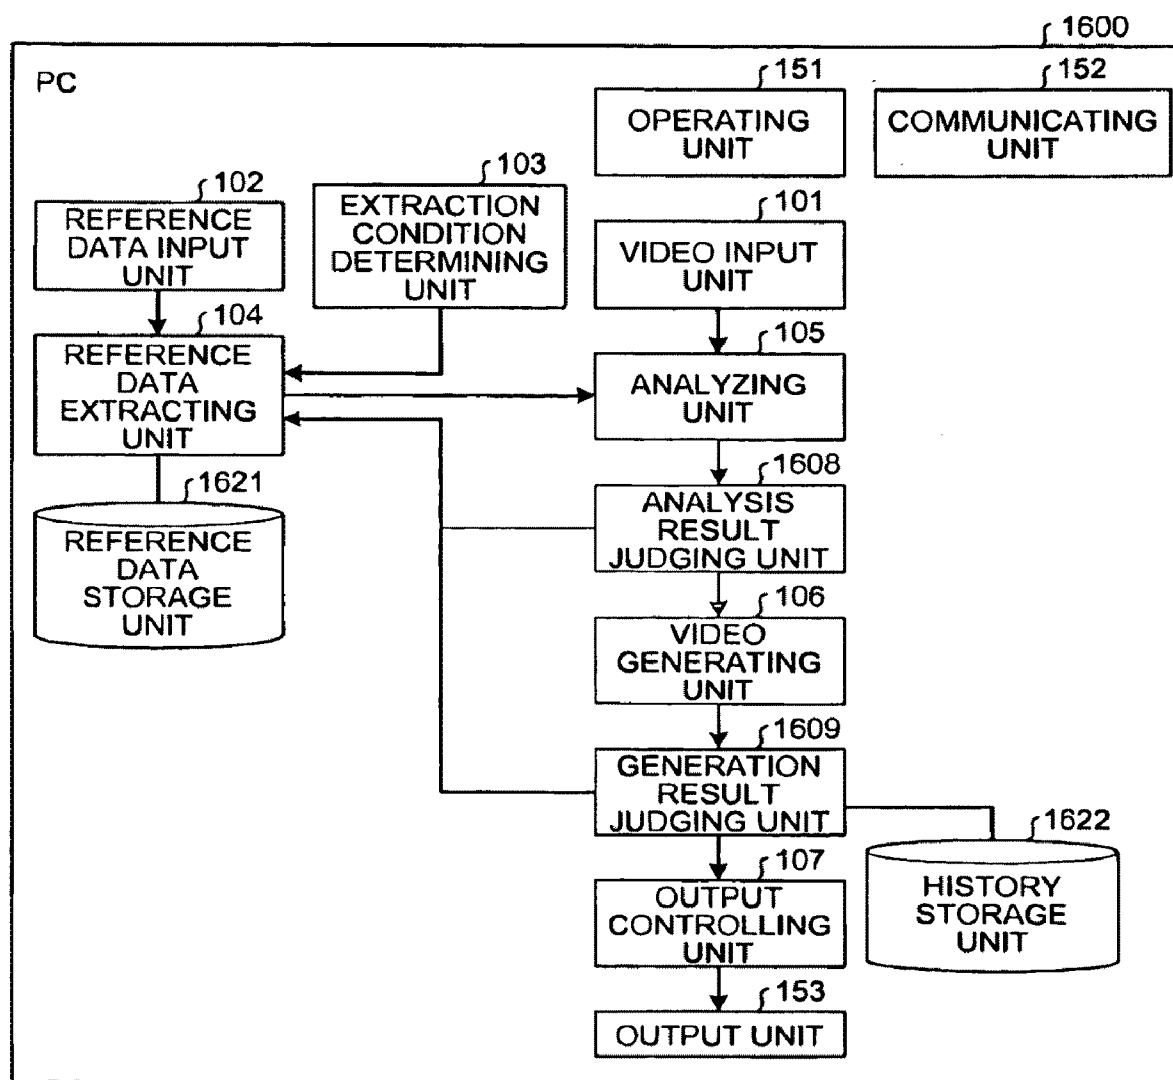 1600
PC
151
OPERATING
UNIT
152
COMMUNICATING
UNIT
102
REFERENCE
DATA INPUT
UNIT
103
EXTRACTION
CONDITION
DETERMINING
UNIT
101
VIDEO INPUT
UNIT
104
REFERENCE
DATA
EXTRACTING
UNIT
105
ANALYZING
UNIT
1621
REFERENCE
DATA
STORAGE
UNIT
1608
ANALYSIS
RESULT
JUDGING UNIT
106
VIDEO
GENERATING
UNIT
1609
GENERATION
RESULT
JUDGING UNIT
1622
HISTORY
STORAGE
UNIT
107
OUTPUT
CONTROLLING
UNIT
153
OUTPUT UNIT